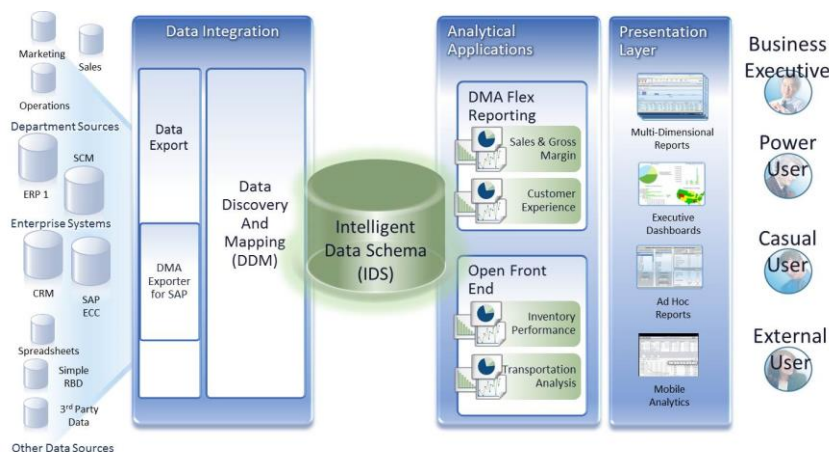 Marketing
Sales
Operations
Department Sources
SCM
ERP 1
Enterprise Systems
CRM
SAP
ECC
Spreadsheets
Simple
RBD
3rd Party
Data
Other Data Sources
Data Integration
Data
Export
DMA
Exporter
for SAP
Data
Discovery
And
Mapping
(DDM)
Intelligent
Data Schema
(IDS)
Analytical
Applications
DMA Flex
Reporting
Sales & Gross
Margin
Customer
Experience
Open Front
End
Inventory
Performance
Transportation
Analysis
Presentation
Layer
Multi-Dimensional
Reports
Executive
Dashboards
Ad Hoc
Reports
Mobile
Analytics
Business
Executive
Power
User
Casual
User
External
User